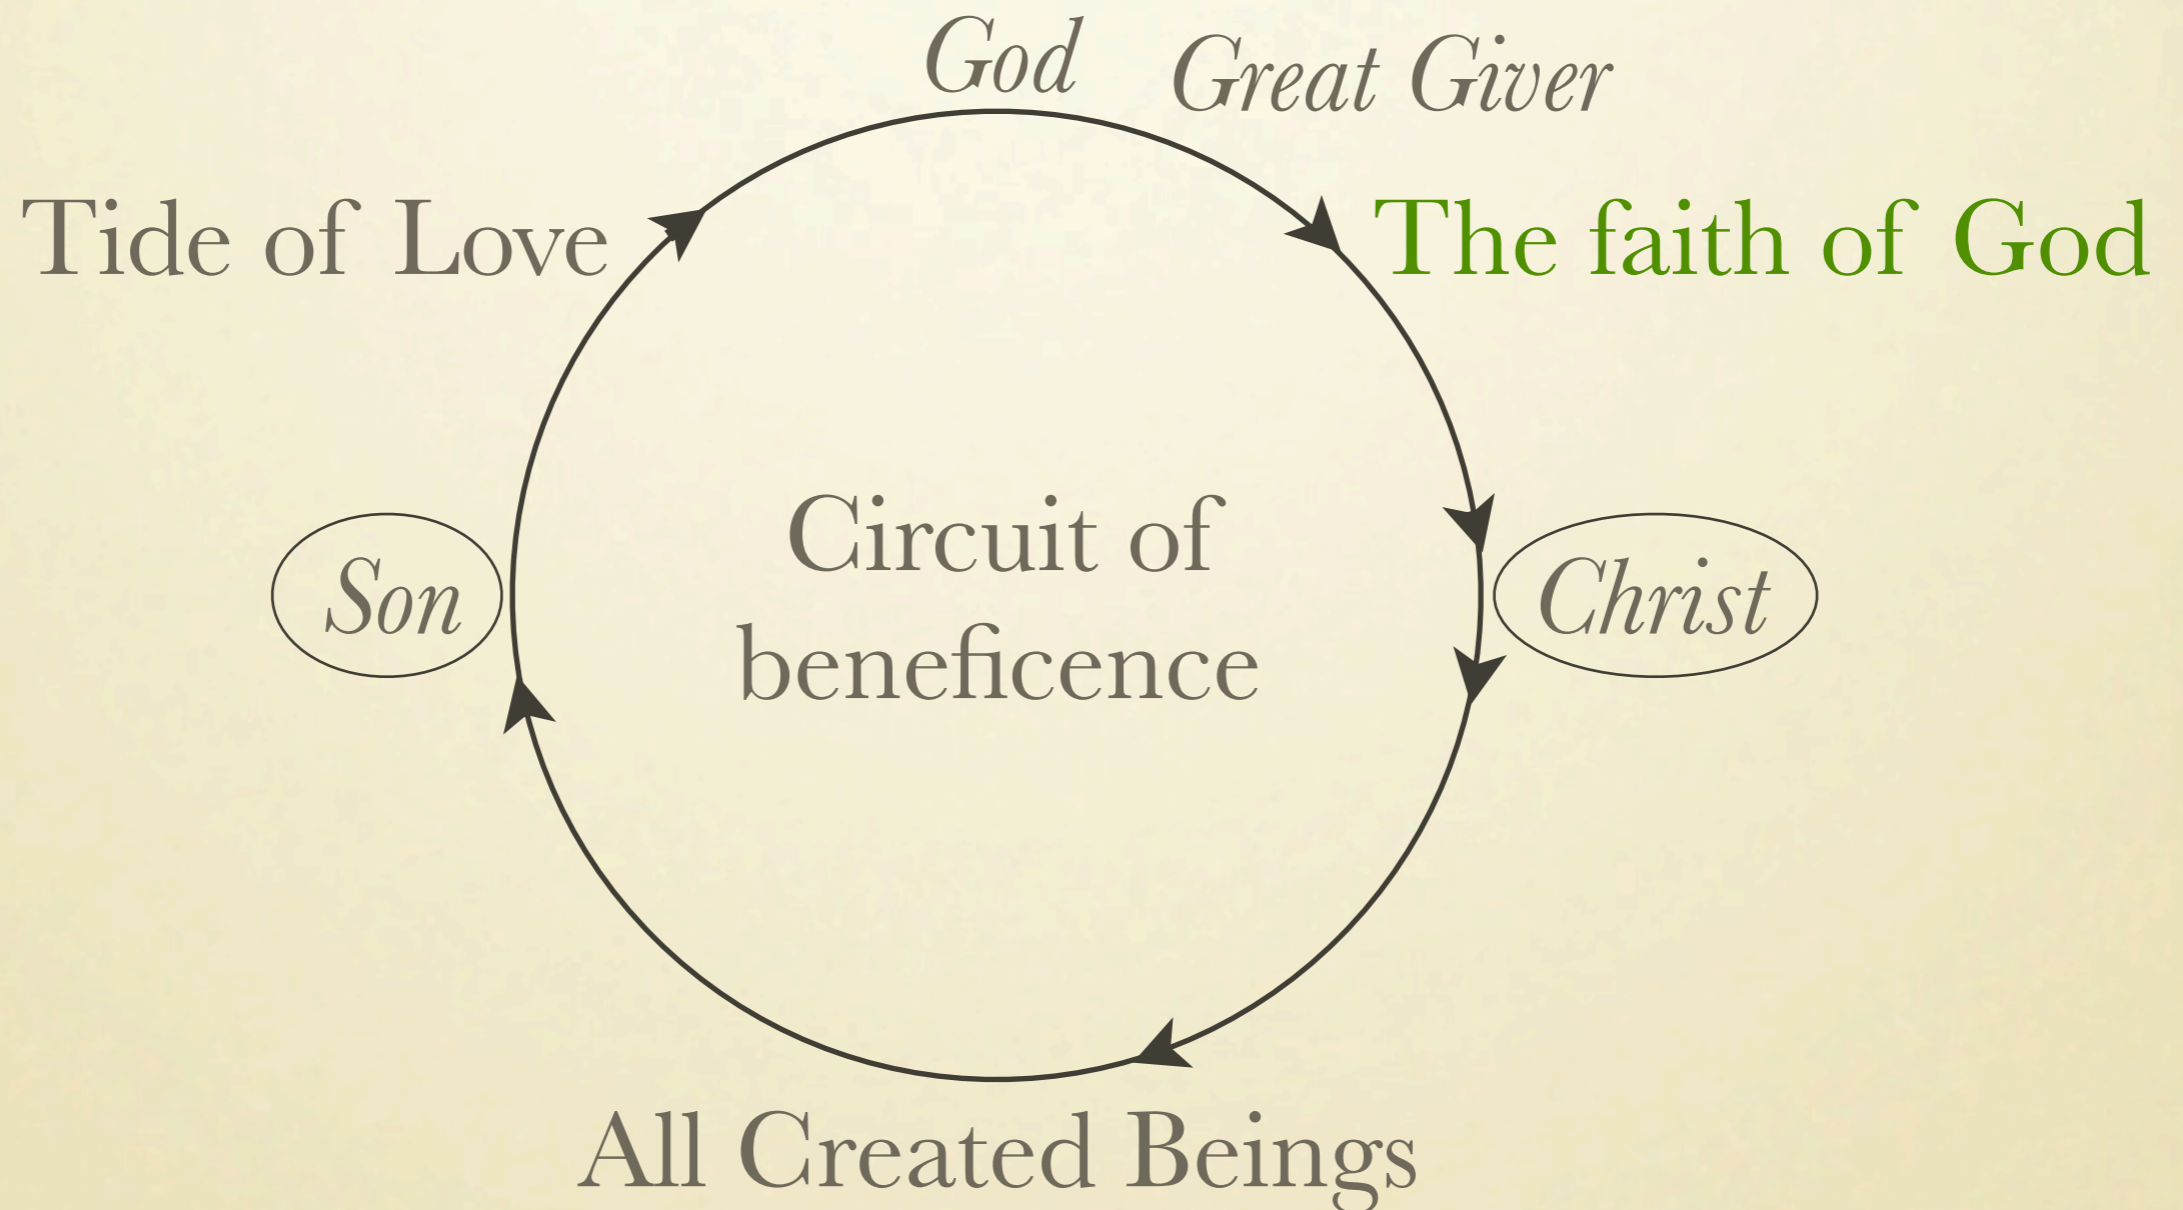 God
Great Giver
Tide of Love
The faith of God
Circuit of
beneficence
Son
Christ
All Created Beings